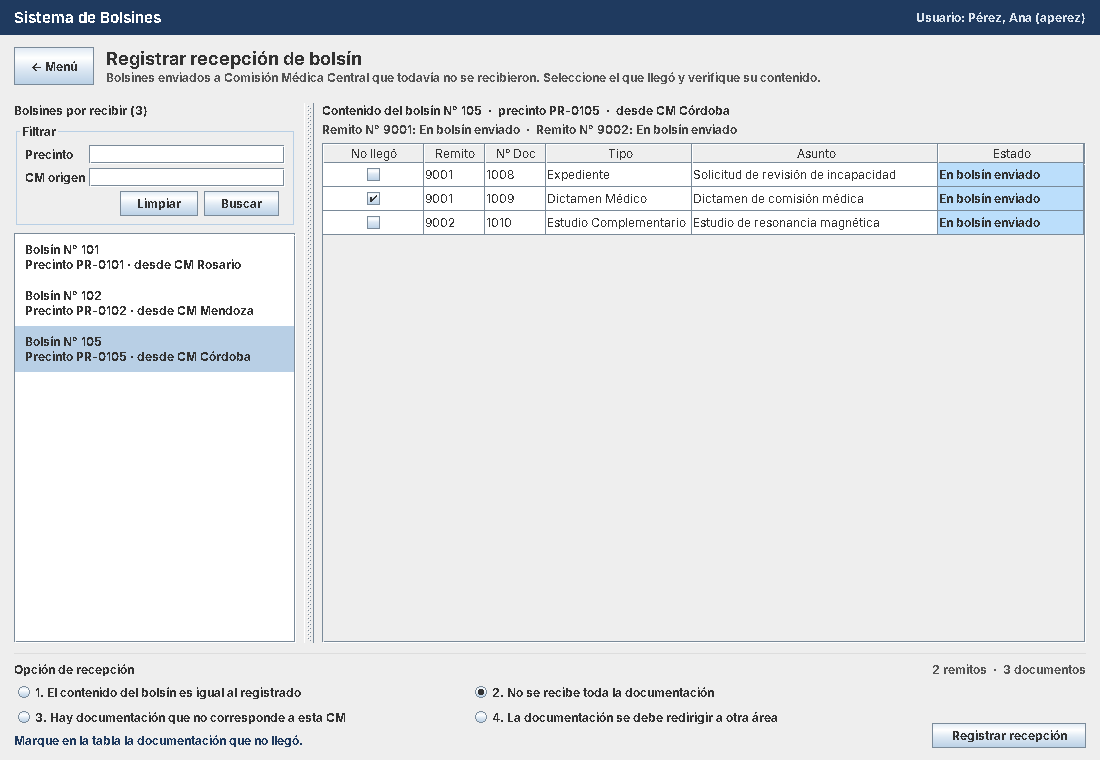 Sistema de Bolsines
Usuario: Pérez, Ana (aperez)
← Menú
Registrar recepción de bolsín
Bolsines enviados a Comisión Médica Central que todavía no se recibieron. Seleccione el que llegó y verifique su contenido.
Bolsines por recibir (3)
Filtrar
Precinto
CM origen
Limpiar
Buscar
Bolsín N° 101
Precinto PR-0101 · desde CM Rosario
Bolsín N° 102
Precinto PR-0102 · desde CM Mendoza
Bolsín N° 105
Precinto PR-0105 · desde CM Córdoba
Contenido del bolsín N° 105 · precinto PR-0105 · desde CM Córdoba
Remito N° 9001: En bolsín enviado · Remito N° 9002: En bolsín enviado
No llegó Remito N° Doc Tipo Asunto Estado
9001 1008 Expediente Solicitud de revisión de incapacidad En bolsín enviado
9001 1009 Dictamen Médico Dictamen de comisión médica En bolsín enviado
9002 1010 Estudio Complementario Estudio de resonancia magnética En bolsín enviado
Opción de recepción
2 remitos · 3 documentos
1. El contenido del bolsín es igual al registrado
2. No se recibe toda la documentación
3. Hay documentación que no corresponde a esta CM
4. La documentación se debe redirigir a otra área
Marque en la tabla la documentación que no llegó.
Registrar recepción